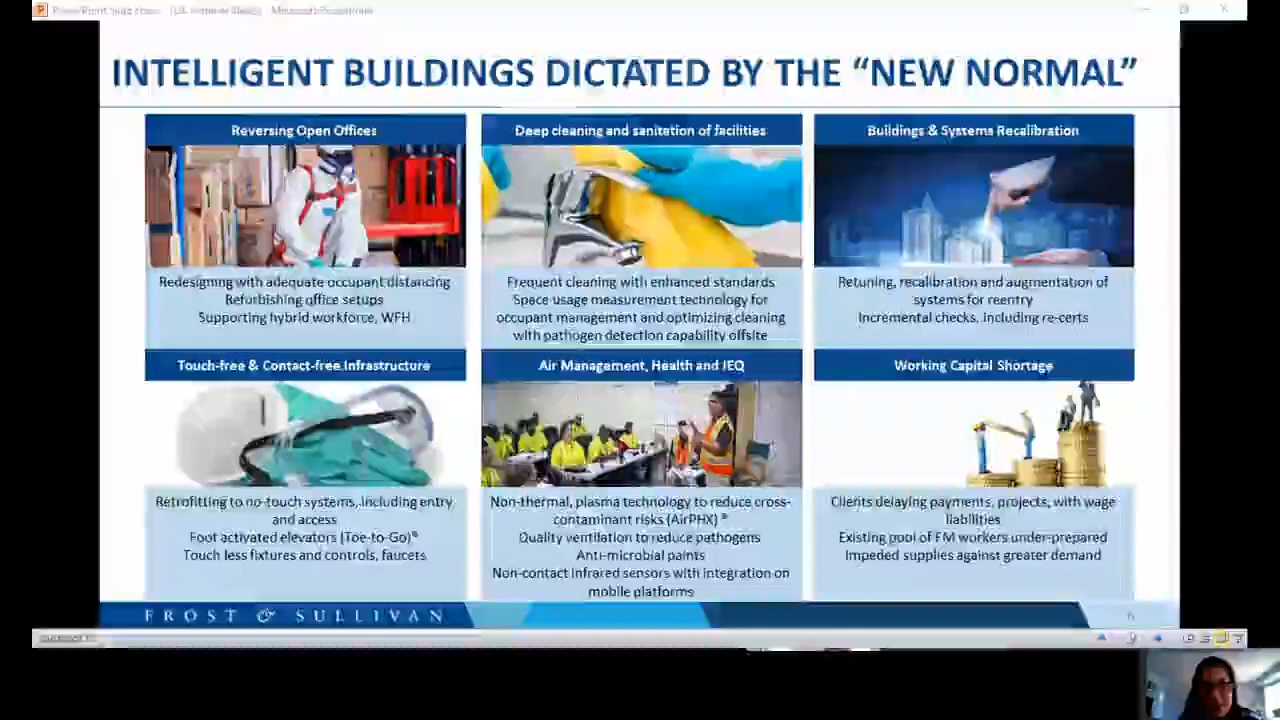 INTELLIGENT BUILDINGS DICTATED BY THE “NEW NORMAL”
Reversing Open Offices
Redesigning with adequate occupant distancing
Refurbishing office setups
Supporting hybrid workforce, WFH
Deep cleaning and sanitation of facilities
Frequent cleaning with enhanced standards
Space usage measurement technology for
occupant management and optimizing cleaning
with pathogen detection capability offsite
Buildings & Systems Recalibration
Retuning, recalibration and augmentation of
systems for reentry
Incremental checks, including re-certs
Touch-free & Contact-free Infrastructure
Retrofitting to no-touch systems, including entry
and access
Foot activated elevators (Toe-to-Go)®
Touch less fixtures and controls, faucets
Air Management, Health and IEQ
Non-thermal, plasma technology to reduce cross-
contaminant risks (AirPHX) ®
Quality ventilation to reduce pathogens
Anti-microbial paints
Non-contact Infrared sensors with integration on
mobile platforms
Working Capital Shortage
Clients delaying payments, projects, with wage
liabilities
Existing pool of FM workers under-prepared
Impeded supplies against greater demand
FROST & SULLIVAN